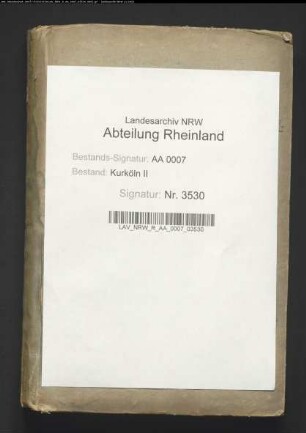 Landesarchiv NRW
Abteilung Rheinland
Bestands-Signatur: AA 0007
Bestand: Kurköln II
Signatur: Nr. 3530
LAV_NRW_R_AA_0007_03530